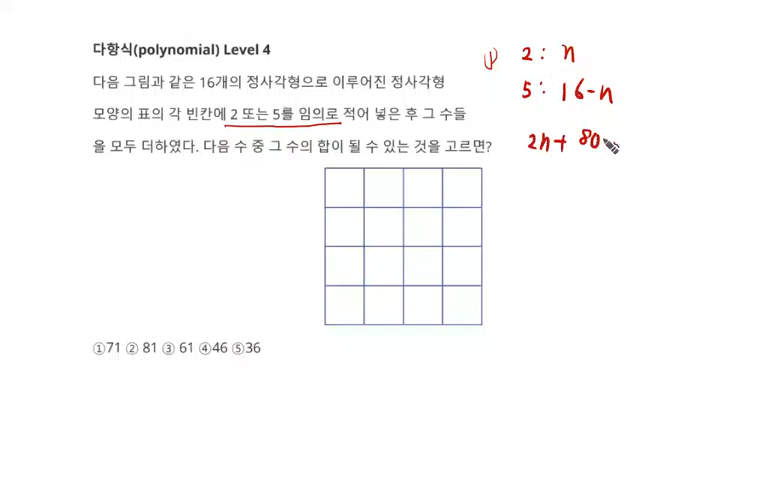 다항식(polynomial) Level 4
다음 그림과 같은 16개의 정사각형으로 이루어진 정사각형
모양의 표의 각 빈칸에 2 또는 5를 임의로 적어 넣은 후 그 수들
을 모두 더하였다. 다음 수 중 그 수의 합이 될 수 있는 것을 고르면?
①71 ② 81 ③ 61 ④46 ⑤36
2 : n
5 : 16-n
2n+80